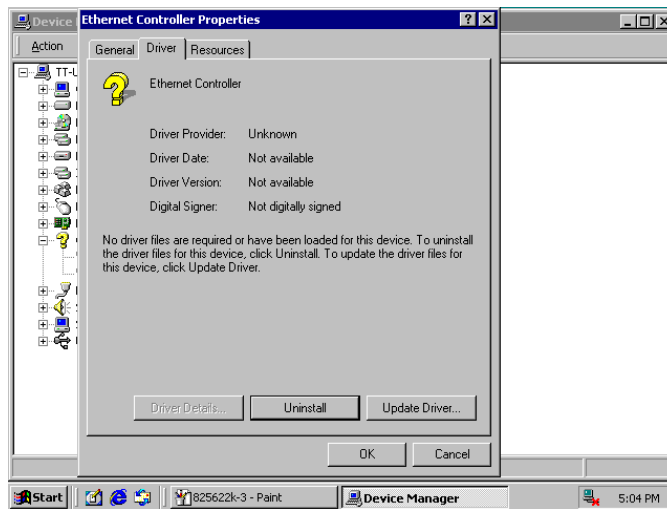 Device
Ethernet Controller Properties
Action
General Driver Resources
TT-U
Ethernet Controller
Driver Provider: Unknown
Driver Date: Not available
Driver Version: Not available
Digital Signer: Not digitally signed
No driver files are required or have been loaded for this device. To uninstall
the driver files for this device, click Uninstall. To update the driver files for
this device, click Update Driver.
Driver Details... Uninstall Update Driver...
OK Cancel
Start 825622k-3 - Paint Device Manager 5:04 PM